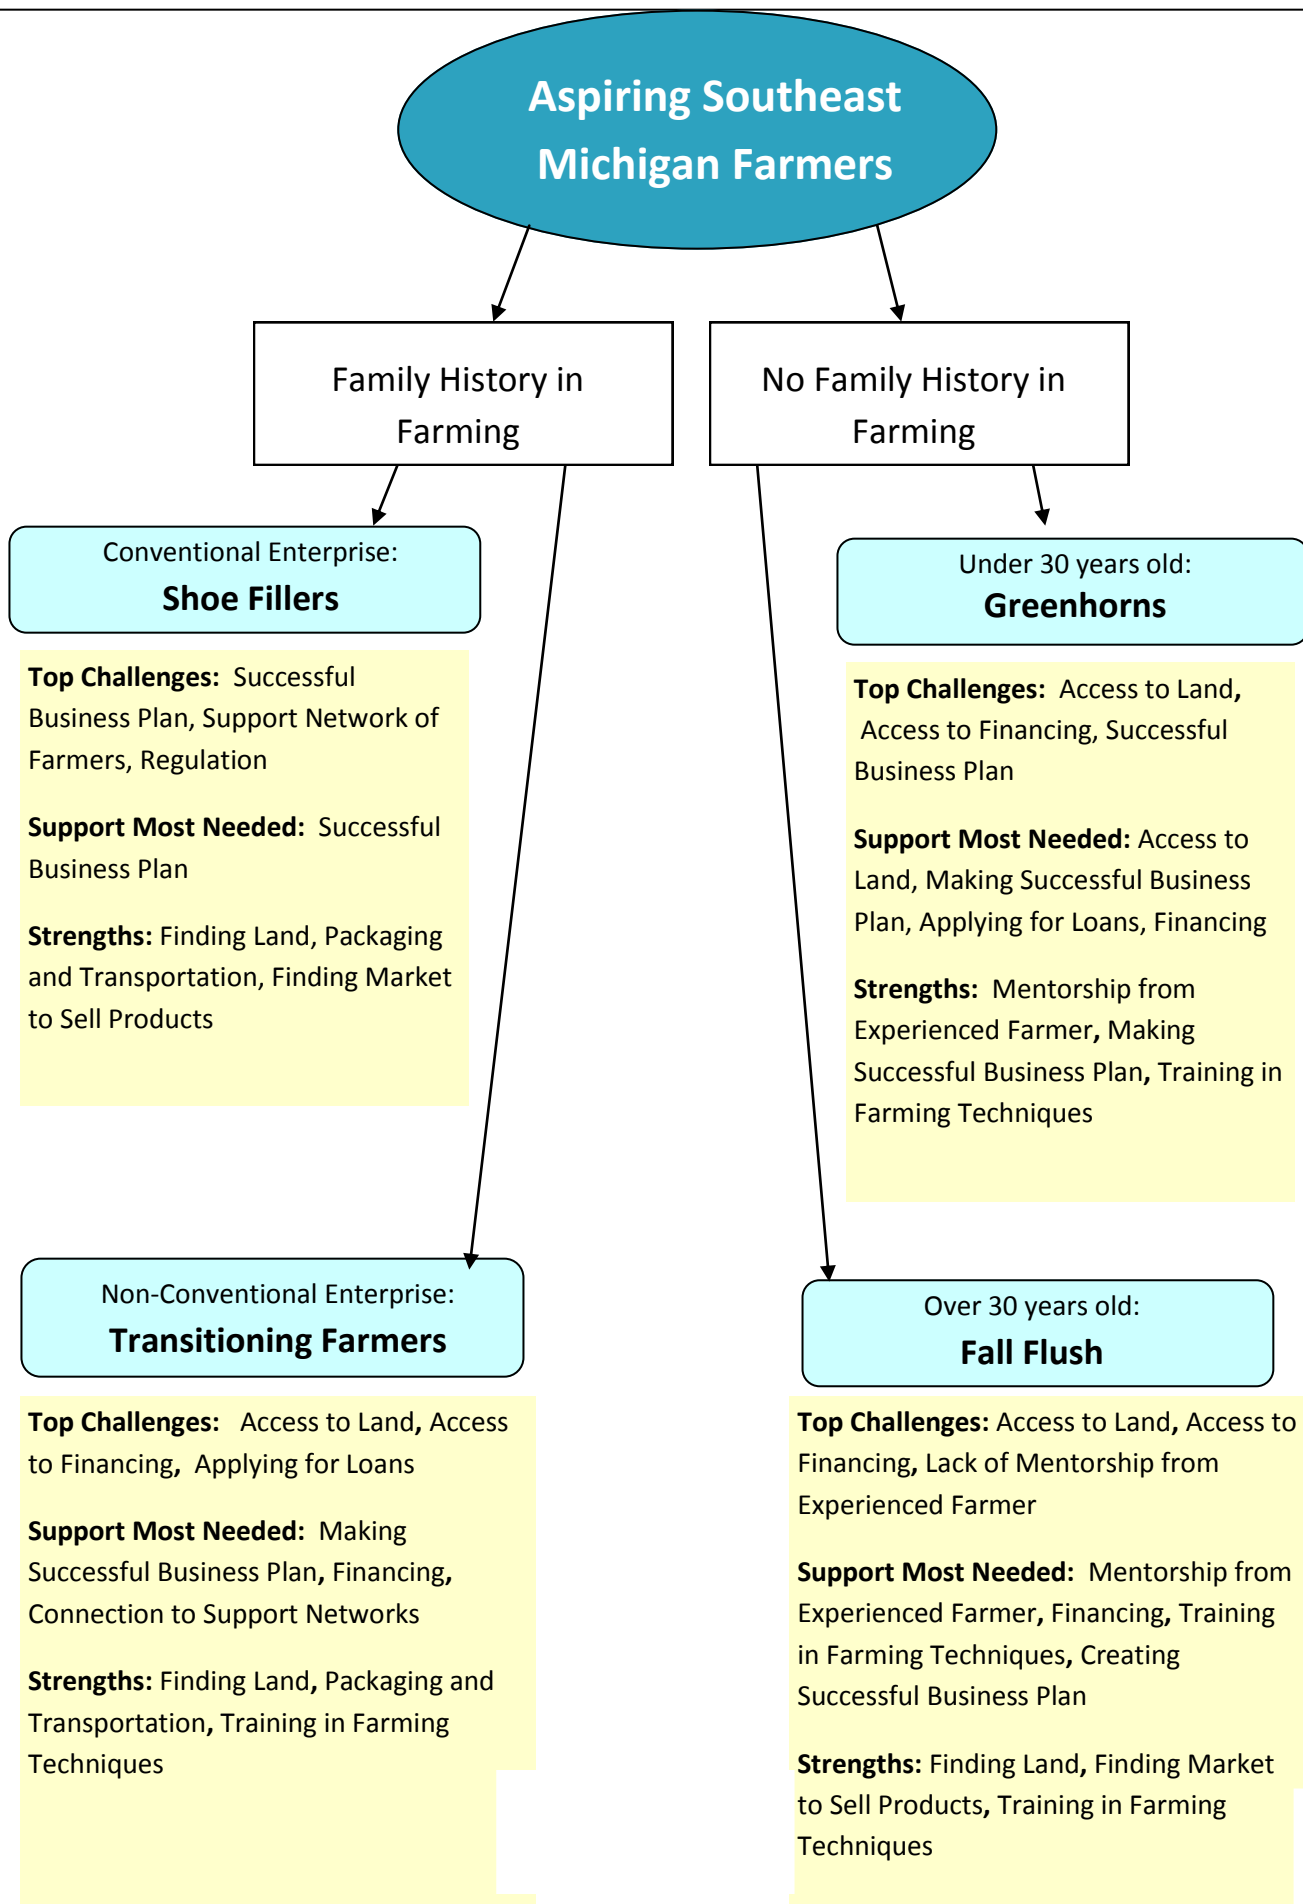 Aspiring Southeast
Michigan Farmers
Family History in
Farming
No Family History in
Farming
Conventional Enterprise:
Shoe Fillers
Top Challenges: Successful
Business Plan, Support Network of
Farmers, Regulation
Support Most Needed: Successful
Business Plan
Strengths: Finding Land, Packaging
and Transportation, Finding Market
to Sell Products
Under 30 years old:
Greenhorns
Top Challenges: Access to Land,
Access to Financing, Successful
Business Plan
Support Most Needed: Access to
Land, Making Successful Business
Plan, Applying for Loans, Financing
Strengths: Mentorship from
Experienced Farmer, Making
Successful Business Plan, Training in
Farming Techniques
Non-Conventional Enterprise:
Transitioning Farmers
Top Challenges: Access to Land, Access
to Financing, Applying for Loans
Support Most Needed: Making
Successful Business Plan, Financing,
Connection to Support Networks
Strengths: Finding Land, Packaging and
Transportation, Training in Farming
Techniques
Over 30 years old:
Fall Flush
Top Challenges: Access to Land, Access to
Financing, Lack of Mentorship from
Experienced Farmer
Support Most Needed: Mentorship from
Experienced Farmer, Financing, Training
in Farming Techniques, Creating
Successful Business Plan
Strengths: Finding Land, Finding Market
to Sell Products, Training in Farming
Techniques